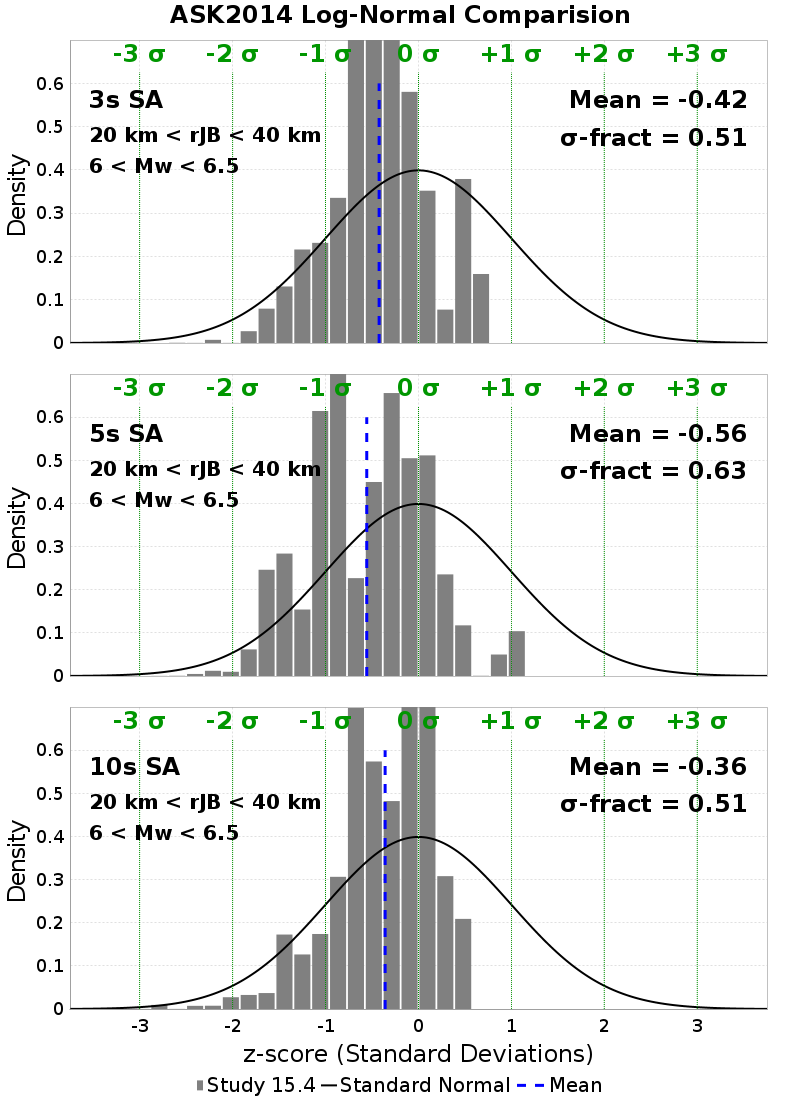 ASK2014 Log-Normal Comparision
-3 σ -2 σ -1 σ 0 σ +1 σ +2 σ +3 σ
3s SA
Mean = -0.42
20 km < rJB < 40 km
σ-fract = 0.51
6 < Mw < 6.5
Density
0.6
0.5
0.4
0.3
0.2
0.1
0
-3 σ -2 σ -1 σ 0 σ +1 σ +2 σ +3 σ
5s SA
Mean = -0.56
20 km < rJB < 40 km
σ-fract = 0.63
6 < Mw < 6.5
Density
0.6
0.5
0.4
0.3
0.2
0.1
0
-3 σ -2 σ -1 σ 0 σ +1 σ +2 σ +3 σ
10s SA
Mean = -0.36
20 km < rJB < 40 km
σ-fract = 0.51
6 < Mw < 6.5
Density
0.6
0.5
0.4
0.3
0.2
0.1
0
-3 -2 -1 0 1 2 3
z-score (Standard Deviations)
Study 15.4 Standard Normal Mean